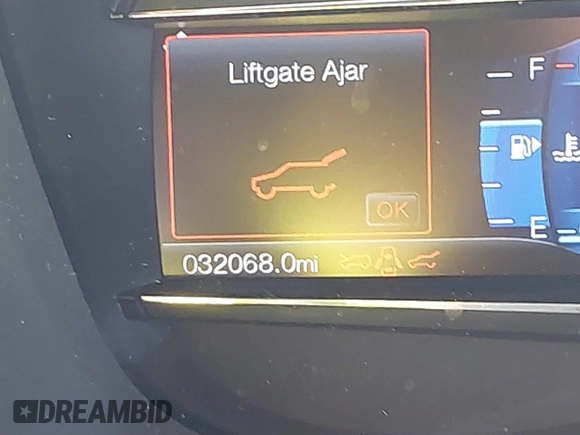 Liftgate Ajar
F
OK
E
032068.0mi
DREAMBID